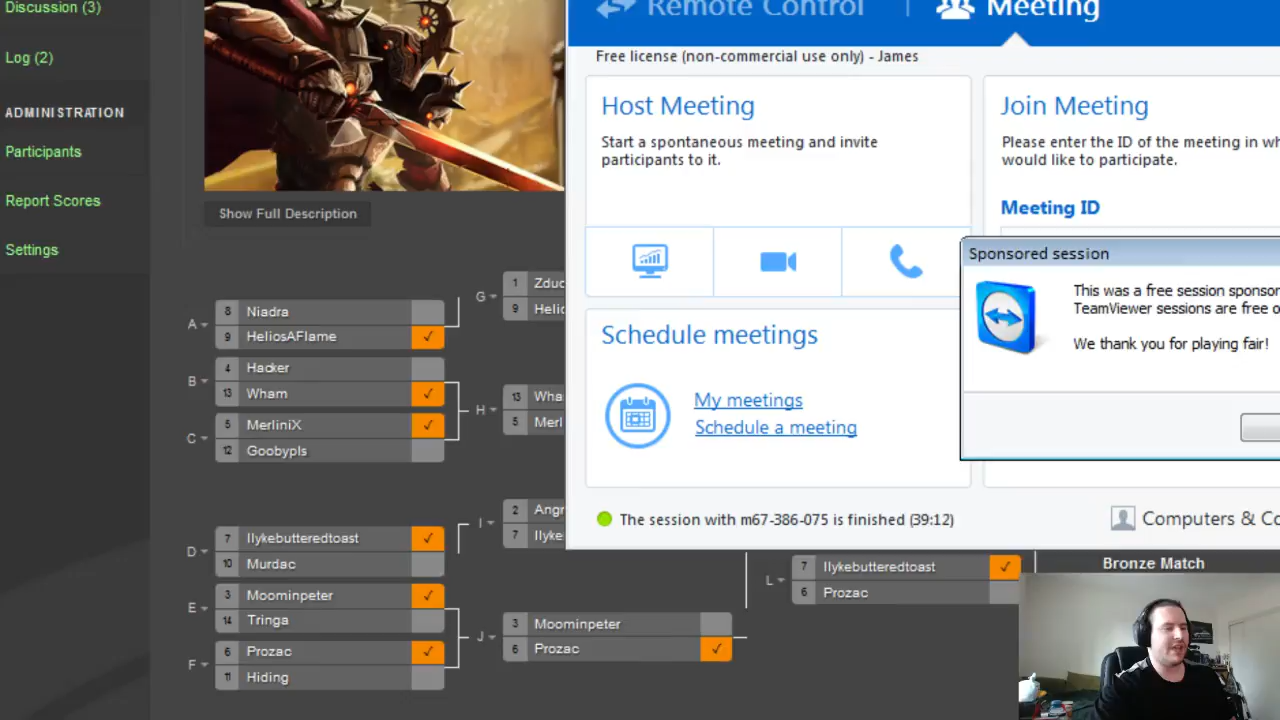 Discussion (3)
Log (2)
ADMINISTRATION
Participants
Report Scores
Settings
Show Full Description
Remote Control
Meeting
Free license (non-commercial use only) - James
Host Meeting
Start a spontaneous meeting and invite
participants to it.
Join Meeting
Please enter the ID of the meeting in wh
would like to participate.
Meeting ID
Sponsored session
This was a free session sponsor
TeamViewer sessions are free o
We thank you for playing fair!
Schedule meetings
My meetings
Schedule a meeting
The session with m67-386-075 is finished (39:12)
Computers & Co
A
8 Niadra
9 HeliosAFlame ✓
B
4 Hacker
13 Wham ✓
C
5 MerliniX ✓
12 Goobypls
D
7 Ilykebutteredtoast ✓
10 Murdac
E
3 Moominpeter ✓
14 Tringa
F
6 Prozac ✓
11 Hiding
G
1 Zduc
9 Helio
H
13 Wha
5 Merl
I
2 Angr
7 Ilyke
J
3 Moominpeter
6 Prozac ✓
L
7 Ilykebutteredtoast ✓
6 Prozac
Bronze Match